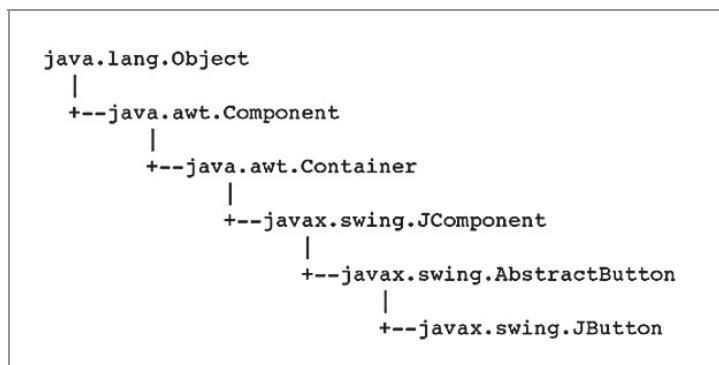 java.lang.Object
|
+--java.awt.Component
|
+--java.awt.Container
|
+--javax.swing.JComponent
|
+--javax.swing.AbstractButton
|
+--javax.swing.JButton